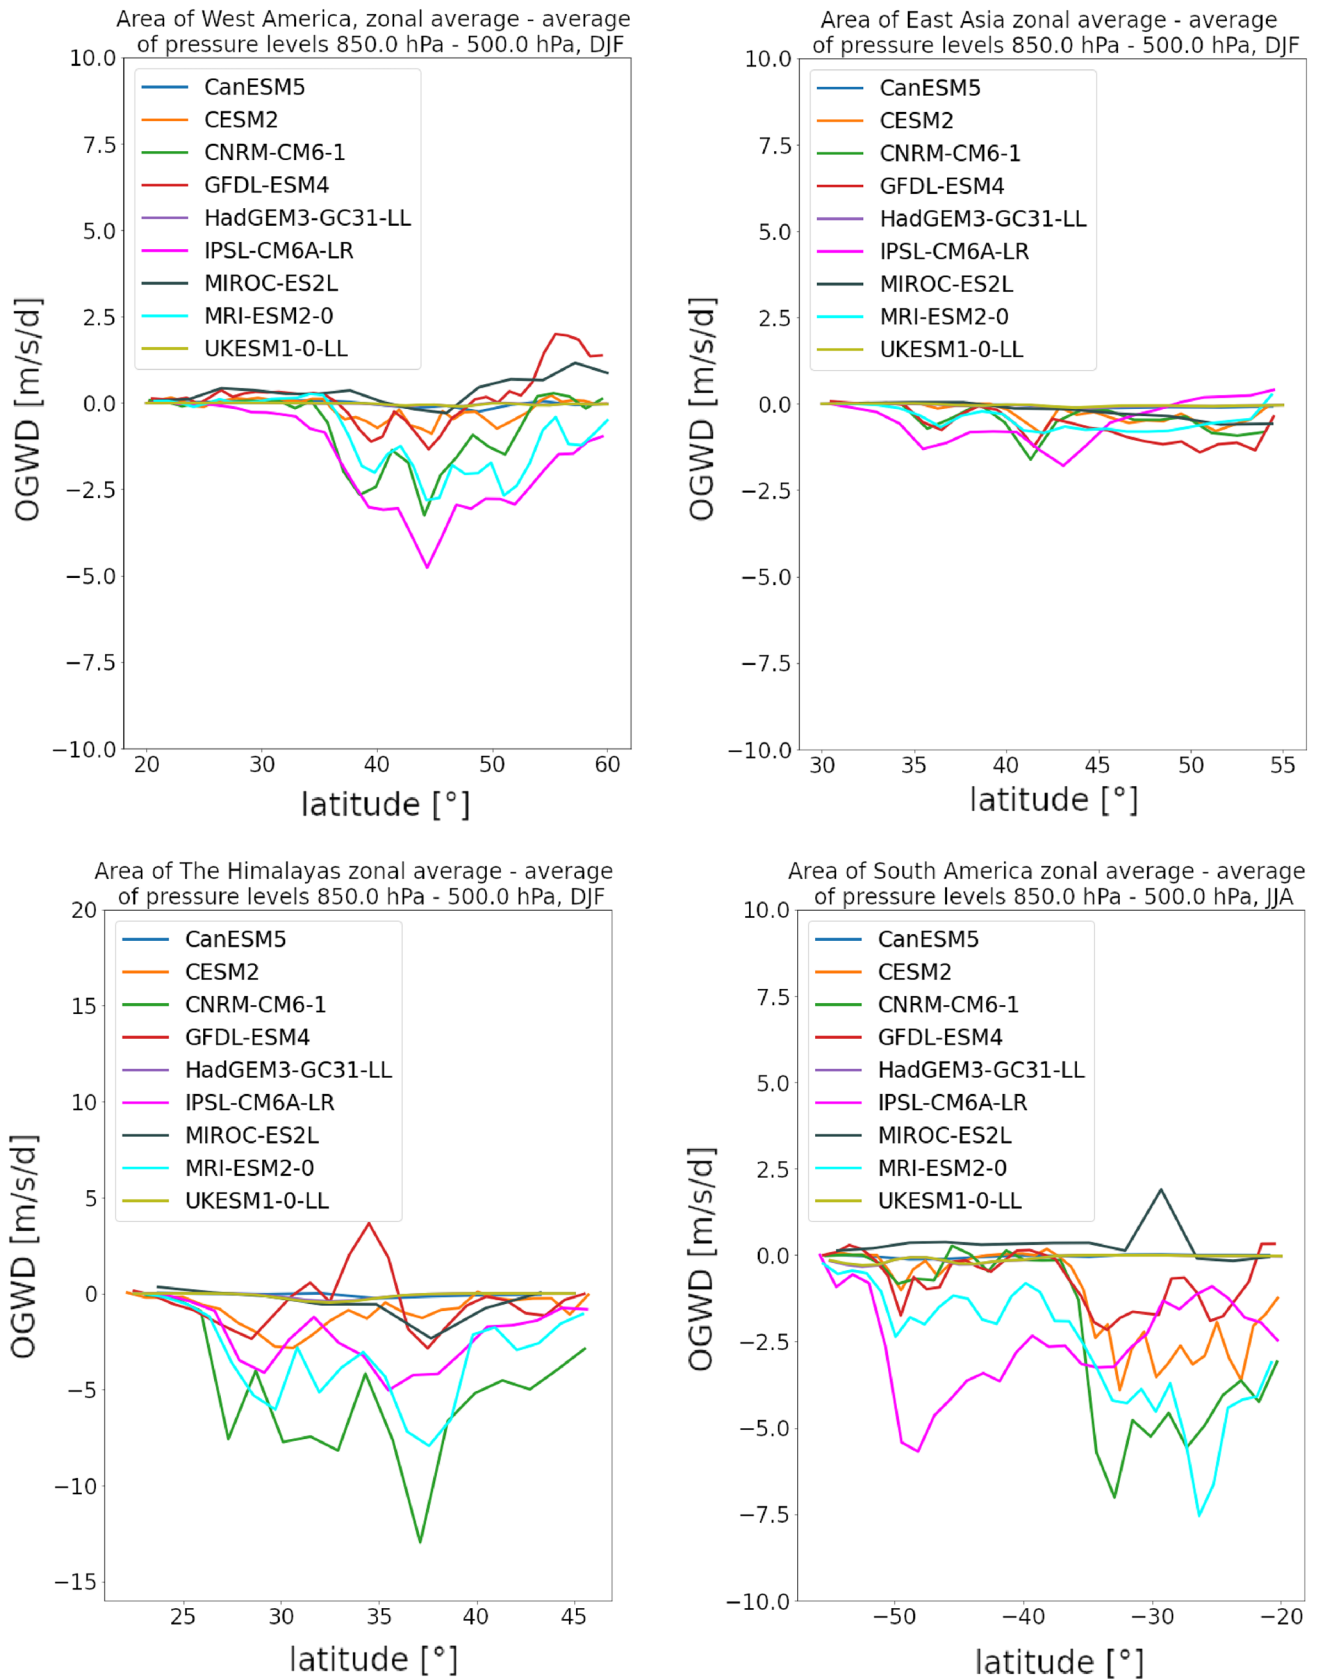 Area of West America, zonal average - average
of pressure levels 850.0 hPa - 500.0 hPa, DJF
10.0
7.5
5.0
2.5
0.0
−2.5
−5.0
−7.5
−10.0
OGWD [m/s/d]
CanESM5
CESM2
CNRM-CM6-1
GFDL-ESM4
HadGEM3-GC31-LL
IPSL-CM6A-LR
MIROC-ES2L
MRI-ESM2-0
UKESM1-0-LL
20 30 40 50 60
latitude [°]
Area of East Asia zonal average - average
of pressure levels 850.0 hPa - 500.0 hPa, DJF
10.0
7.5
5.0
2.5
0.0
−2.5
−5.0
−7.5
−10.0
OGWD [m/s/d]
CanESM5
CESM2
CNRM-CM6-1
GFDL-ESM4
HadGEM3-GC31-LL
IPSL-CM6A-LR
MIROC-ES2L
MRI-ESM2-0
UKESM1-0-LL
30 35 40 45 50 55
latitude [°]
Area of The Himalayas zonal average - average
of pressure levels 850.0 hPa - 500.0 hPa, DJF
20
15
10
5
0
−5
−10
−15
OGWD [m/s/d]
CanESM5
CESM2
CNRM-CM6-1
GFDL-ESM4
HadGEM3-GC31-LL
IPSL-CM6A-LR
MIROC-ES2L
MRI-ESM2-0
UKESM1-0-LL
25 30 35 40 45
latitude [°]
Area of South America zonal average - average
of pressure levels 850.0 hPa - 500.0 hPa, JJA
10.0
7.5
5.0
2.5
0.0
−2.5
−5.0
−7.5
−10.0
OGWD [m/s/d]
CanESM5
CESM2
CNRM-CM6-1
GFDL-ESM4
HadGEM3-GC31-LL
IPSL-CM6A-LR
MIROC-ES2L
MRI-ESM2-0
UKESM1-0-LL
−50 −40 −30 −20
latitude [°]